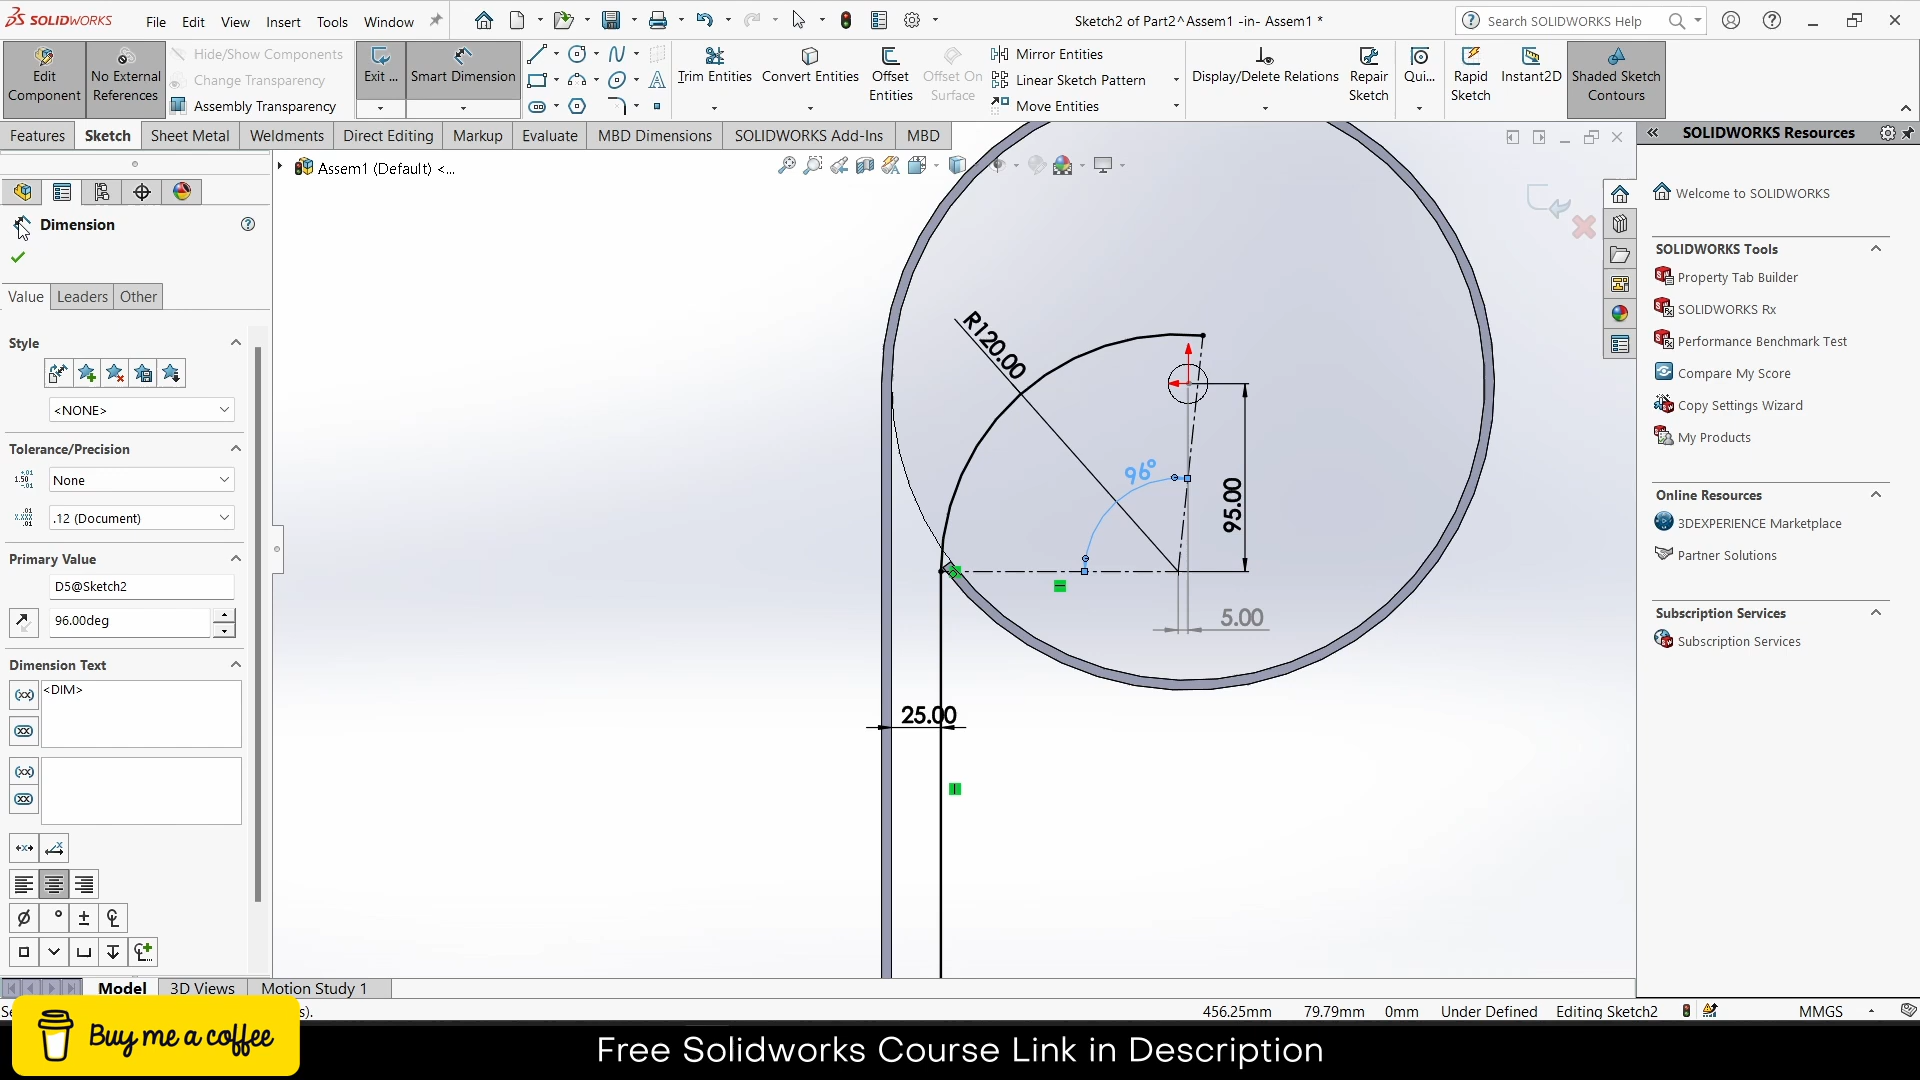 SOLIDWORKS
File Edit View Insert Tools Window
Sketch2 of Part2^Assem1 -in- Assem1 *
Search SOLIDWORKS Help
Edit Component
No External References
Hide/Show Components
Change Transparency
Assembly Transparency
Exit ...
Smart Dimension
Trim Entities
Convert Entities
Offset Entities
Offset On Surface
Mirror Entities
Linear Sketch Pattern
Move Entities
Display/Delete Relations
Repair Sketch
Qui...
Rapid Sketch
Instant2D
Shaded Sketch Contours
Features Sketch Sheet Metal Weldments Direct Editing Markup Evaluate MBD Dimensions SOLIDWORKS Add-Ins MBD
Assem1 (Default) <...
Dimension
Value Leaders Other
Style
<NONE>
Tolerance/Precision
None
.12 (Document)
Primary Value
D5@Sketch2
96.00deg
Dimension Text
<DIM>
R120.00
96°
95.00
5.00
25.00
SOLIDWORKS Resources
Welcome to SOLIDWORKS
SOLIDWORKS Tools
Property Tab Builder
SOLIDWORKS Rx
Performance Benchmark Test
Compare My Score
Copy Settings Wizard
My Products
Online Resources
3DEXPERIENCE Marketplace
Partner Solutions
Subscription Services
Subscription Services
Model 3D Views Motion Study 1
456.25mm 79.79mm 0mm Under Defined Editing Sketch2 MMGS
Buy me a coffee
Free Solidworks Course Link in Description